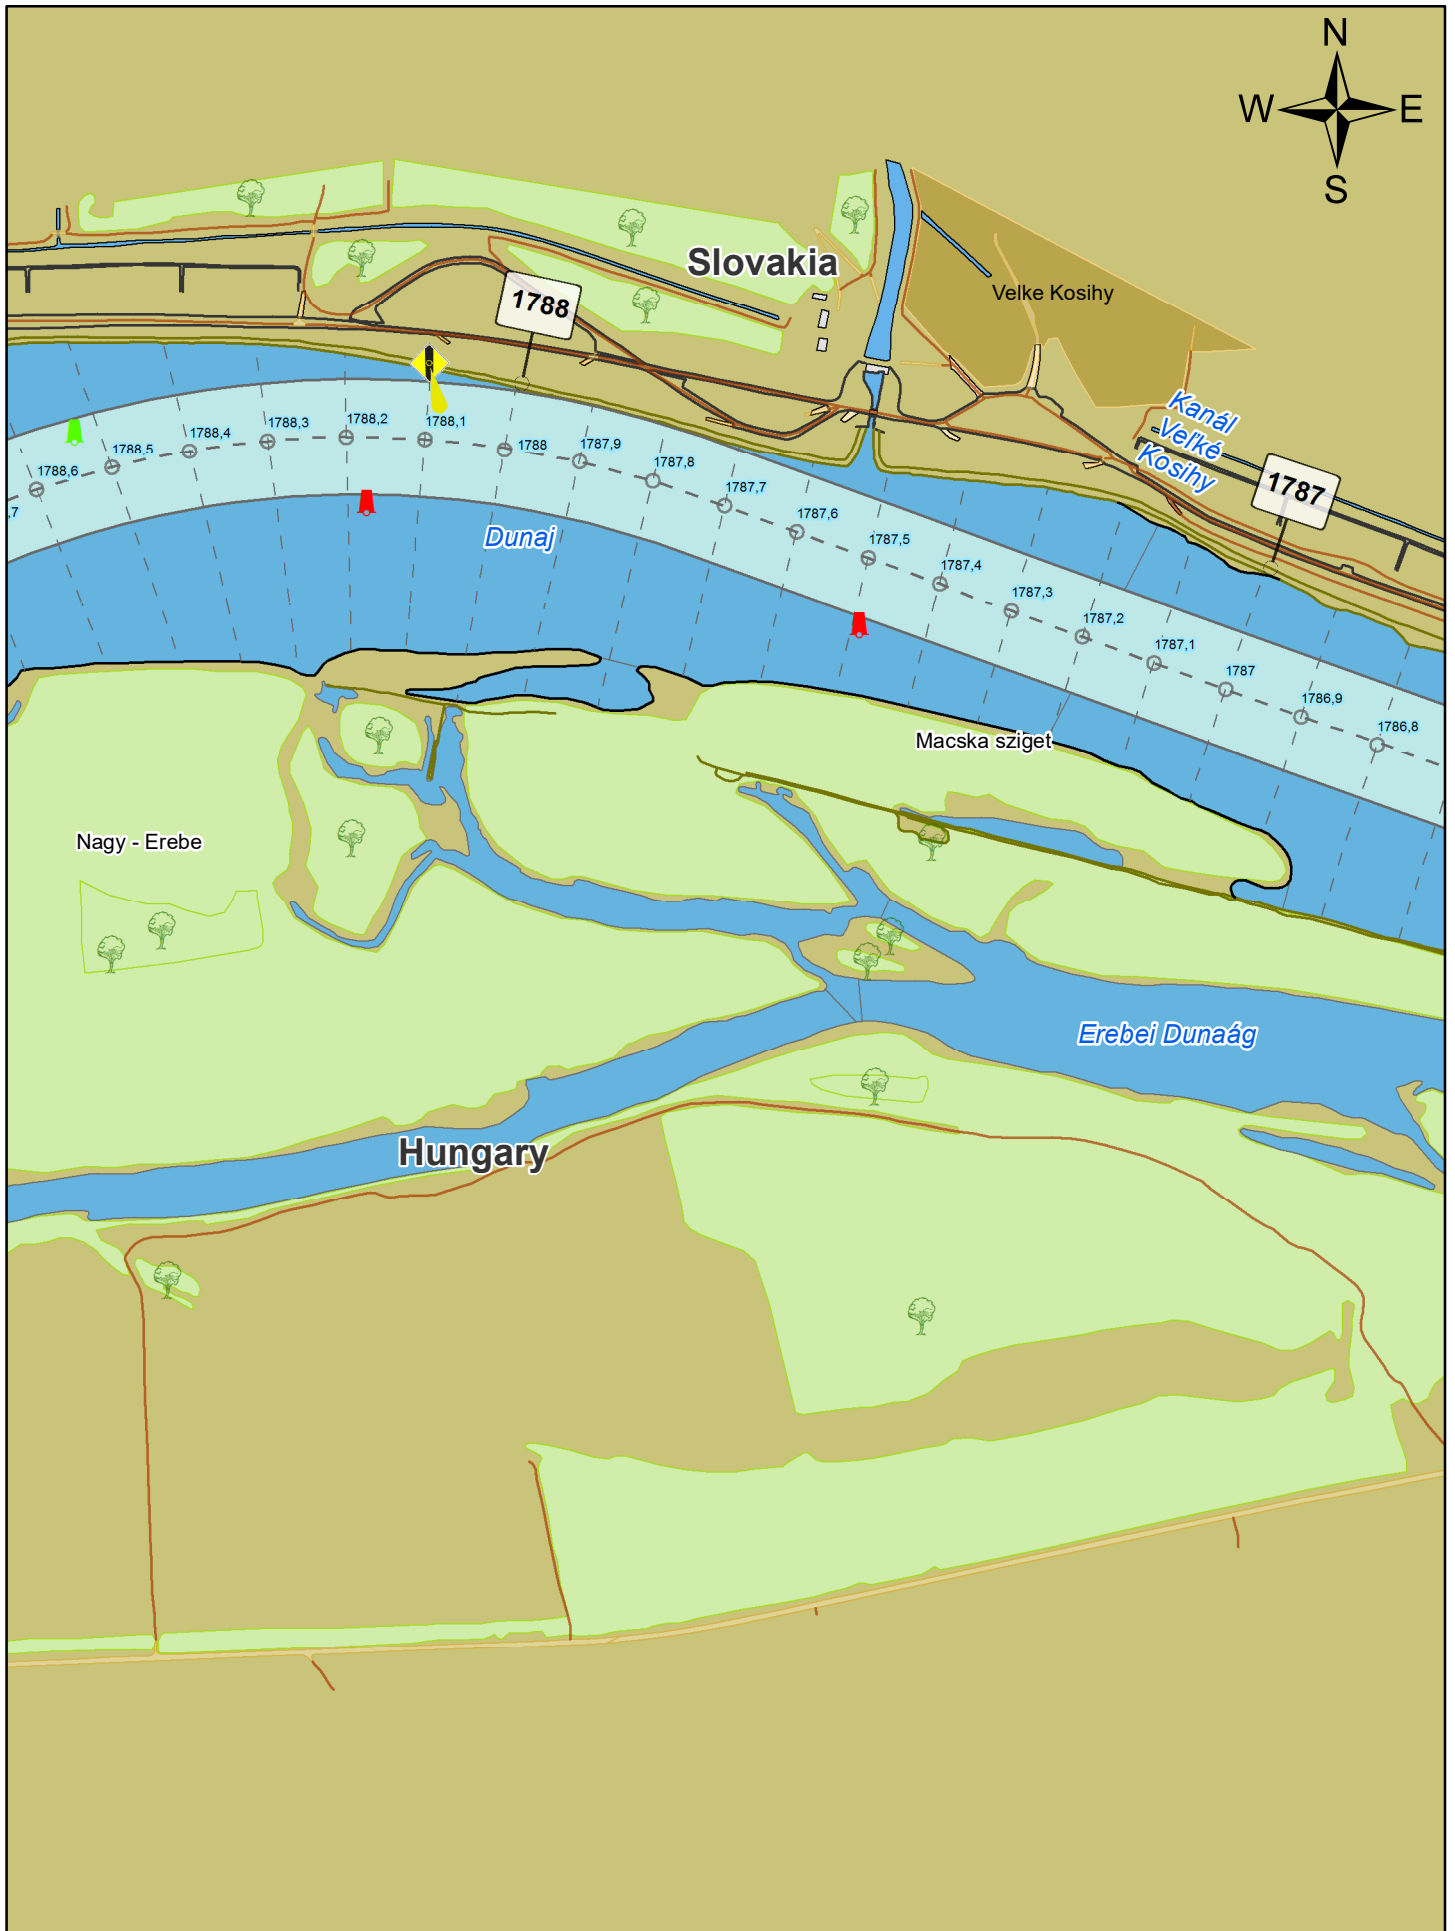 N
W E
S
Slovakia
Velke Kosihy
1788
Kanál
Veľké
Kosihy
1787
1788,6
1788,5
1788,4
1788,3
1788,2
1788,1
1788
1787,9
1787,8
1787,7
1787,6
1787,5
1787,4
1787,3
1787,2
1787,1
1787
1786,9
1786,8
,7
Dunaj
Macska sziget
Nagy - Erebe
Erebei Dunaág
Hungary